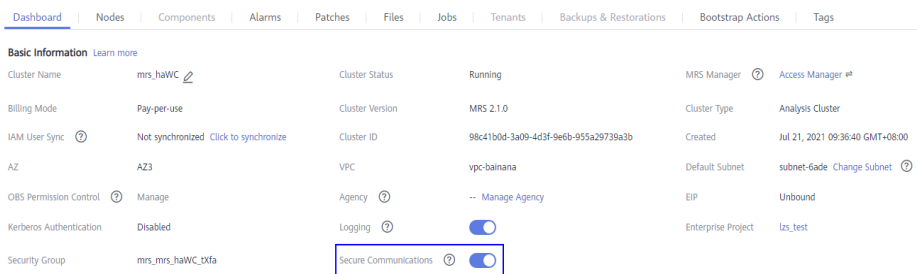 Dashboard Nodes Components Alarms Patches Files Jobs Tenants Backups & Restorations Bootstrap Actions Tags
Basic Information Learn more
Cluster Name mrs_haWC Cluster Status Running MRS Manager ? Access Manager
Billing Mode Pay-per-use Cluster Version MRS 2.1.0 Cluster Type Analysis Cluster
IAM User Sync ? Not synchronized Click to synchronize Cluster ID 98c41b0d-3a09-4d3f-9e6b-955a29739a3b Created Jul 21, 2021 09:36:40 GMT+08:00
AZ AZ3 VPC vpc-bainana Default Subnet subnet-6ade Change Subnet ?
OBS Permission Control ? Manage Agency ? -- Manage Agency EIP Unbound
Kerberos Authentication Disabled Logging ? Enterprise Project lzs_test
Security Group mrs_mrs_haWC_tXfa Secure Communications ?